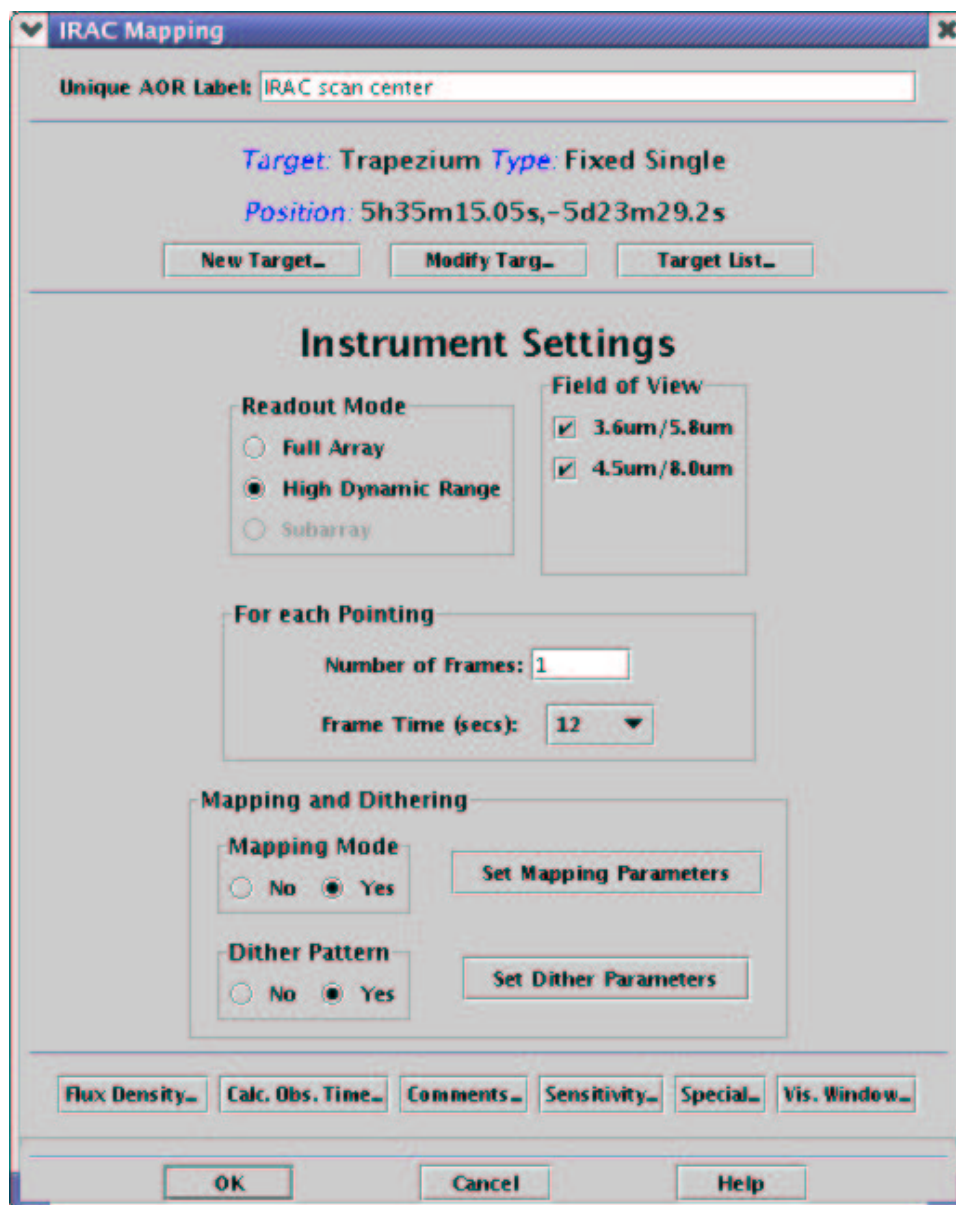 IRAC Mapping
Unique AOR Label: IRAC scan center
Target: Trapezium Type: Fixed Single
Position: 5h35m15.05s,-5d23m29.2s
New Target... Modify Targ... Target List...
Instrument Settings
Readout Mode
Full Array
High Dynamic Range
Subarray
Field of View
3.6um/5.8um
4.5um/8.0um
For each Pointing
Number of Frames: 1
Frame Time (secs): 12
Mapping and Dithering
Mapping Mode
No Yes
Set Mapping Parameters
Dither Pattern
No Yes
Set Dither Parameters
Flux Density... Calc. Obs. Time... Comments... Sensitivity... Special... Vis. Window...
OK Cancel Help